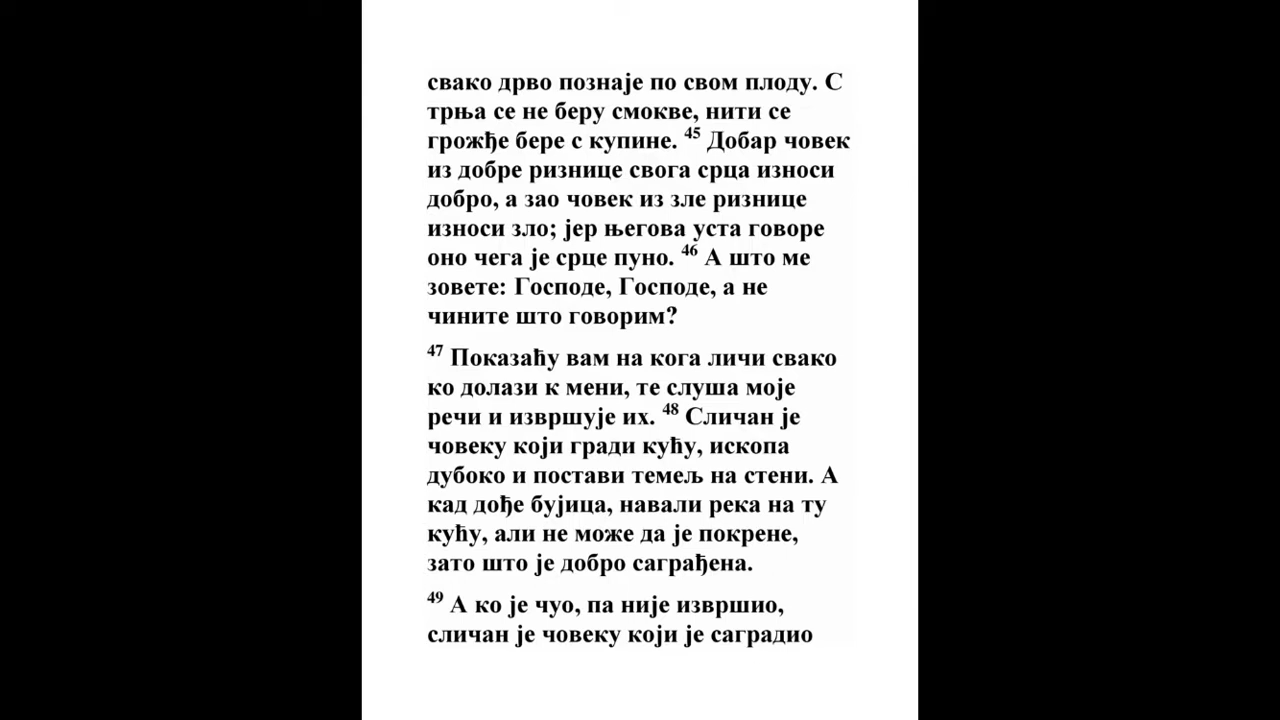 свако дрво познаје по свом плоду. С
трња се не беру смокве, нити се
грожђе бере с купине. 45 Добар човек
из добре ризнице свога срца износи
добро, а зао човек из зле ризнице
износи зло; јер његова уста говоре
оно чега је срце пуно. 46 А што ме
зовете: Господе, Господе, а не
чините што говорим?
47 Показаћу вам на кога личи свако
ко долази к мени, те слуша моје
речи и извршује их. 48 Сличан је
човеку који гради кућу, ископа
дубоко и постави темељ на стени. А
кад дође бујица, навали река на ту
кућу, али не може да је покрене,
зато што је добро саграђена.
49 А ко је чуо, па није извршио,
сличан је човеку који је саградио